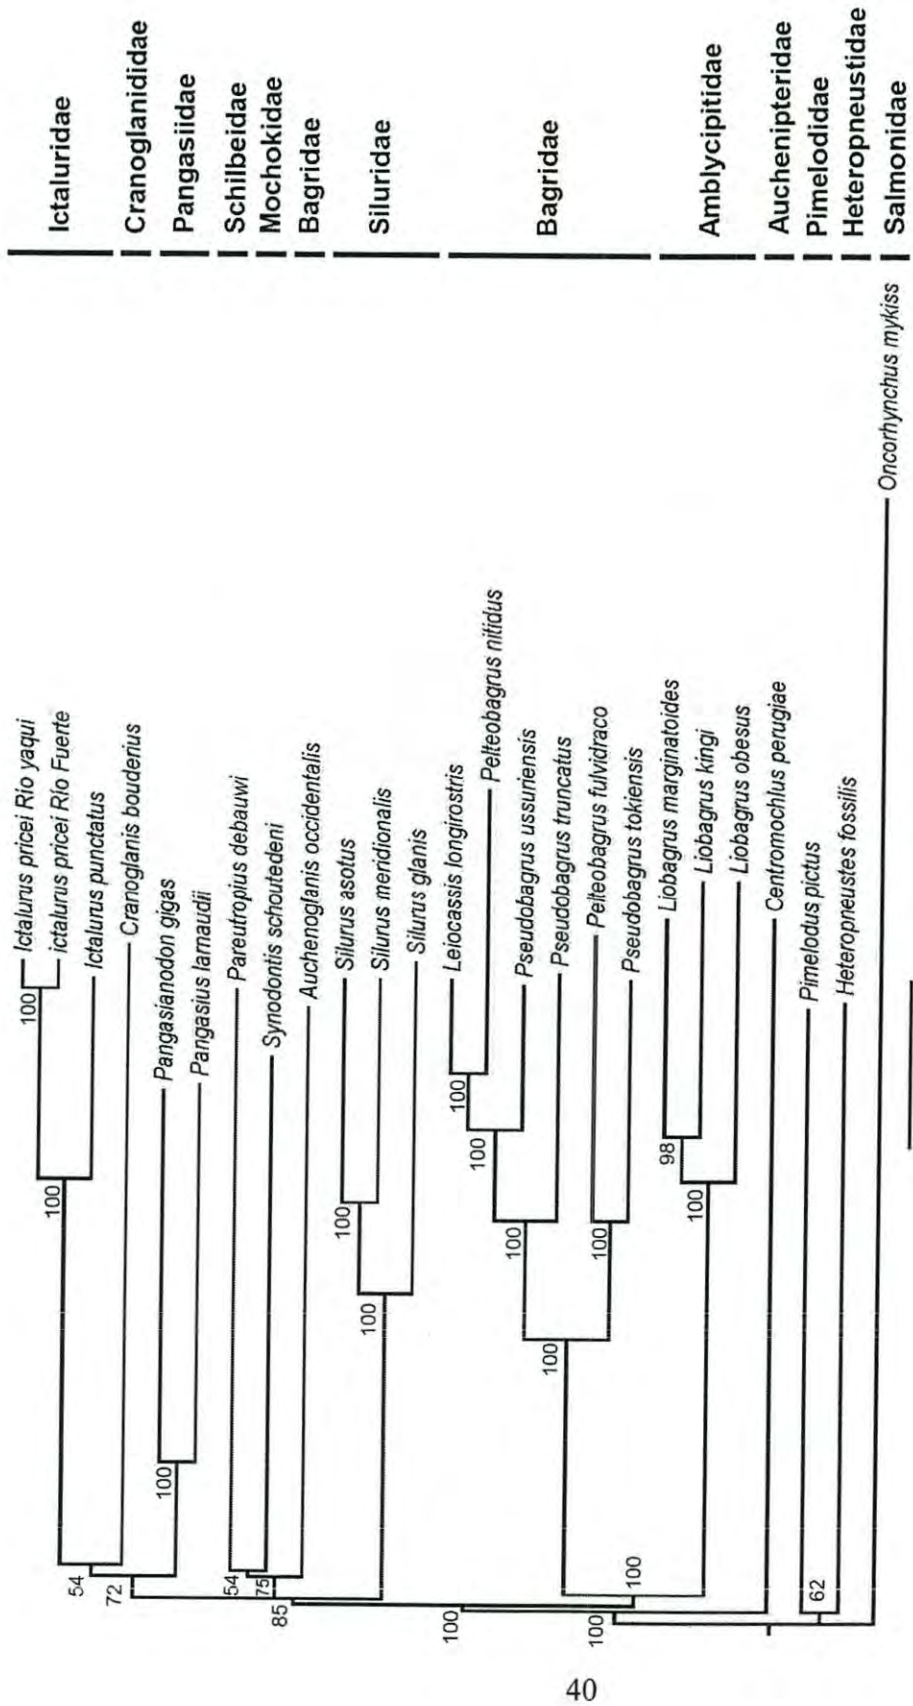 Ictalurus pricei Río yaqui
ictalurus pricei Río Fuerte
Ictalurus punctatus
Cranoglanis bouderius
Pangasianodon gigas
Pangasius larnaudii
Pareutropius debauwi
Synodontis schoutedeni
Auchenoglanis occidentalis
Silurus asotus
Silurus meridionalis
Silurus glanis
Leiocassis longirostris
Pelteobagrus nitidus
Pseudobagrus ussuriensis
Pseudobagrus truncatus
Pelteobagrus fulvidraco
Pseudobagrus tokiensis
Liobagrus marginatoides
Liobagrus kingi
Liobagrus obesus
Centromochlus perugiae
Pimelodus pictus
Heteropneustes fossilis
Oncorhynchus mykiss
Ictaluridae
Cranoglanididae
Pangasiidae
Schilbeidae
Mochokidae
Bagridae
Siluridae
Bagridae
Amblycipitidae
Auchenipteridae
Pimelodidae
Heteropneustidae
Salmonidae
100
100
54
72
100
54
75
85
100
100
100
100
100
100
100
98
100
100
100
100
62
40